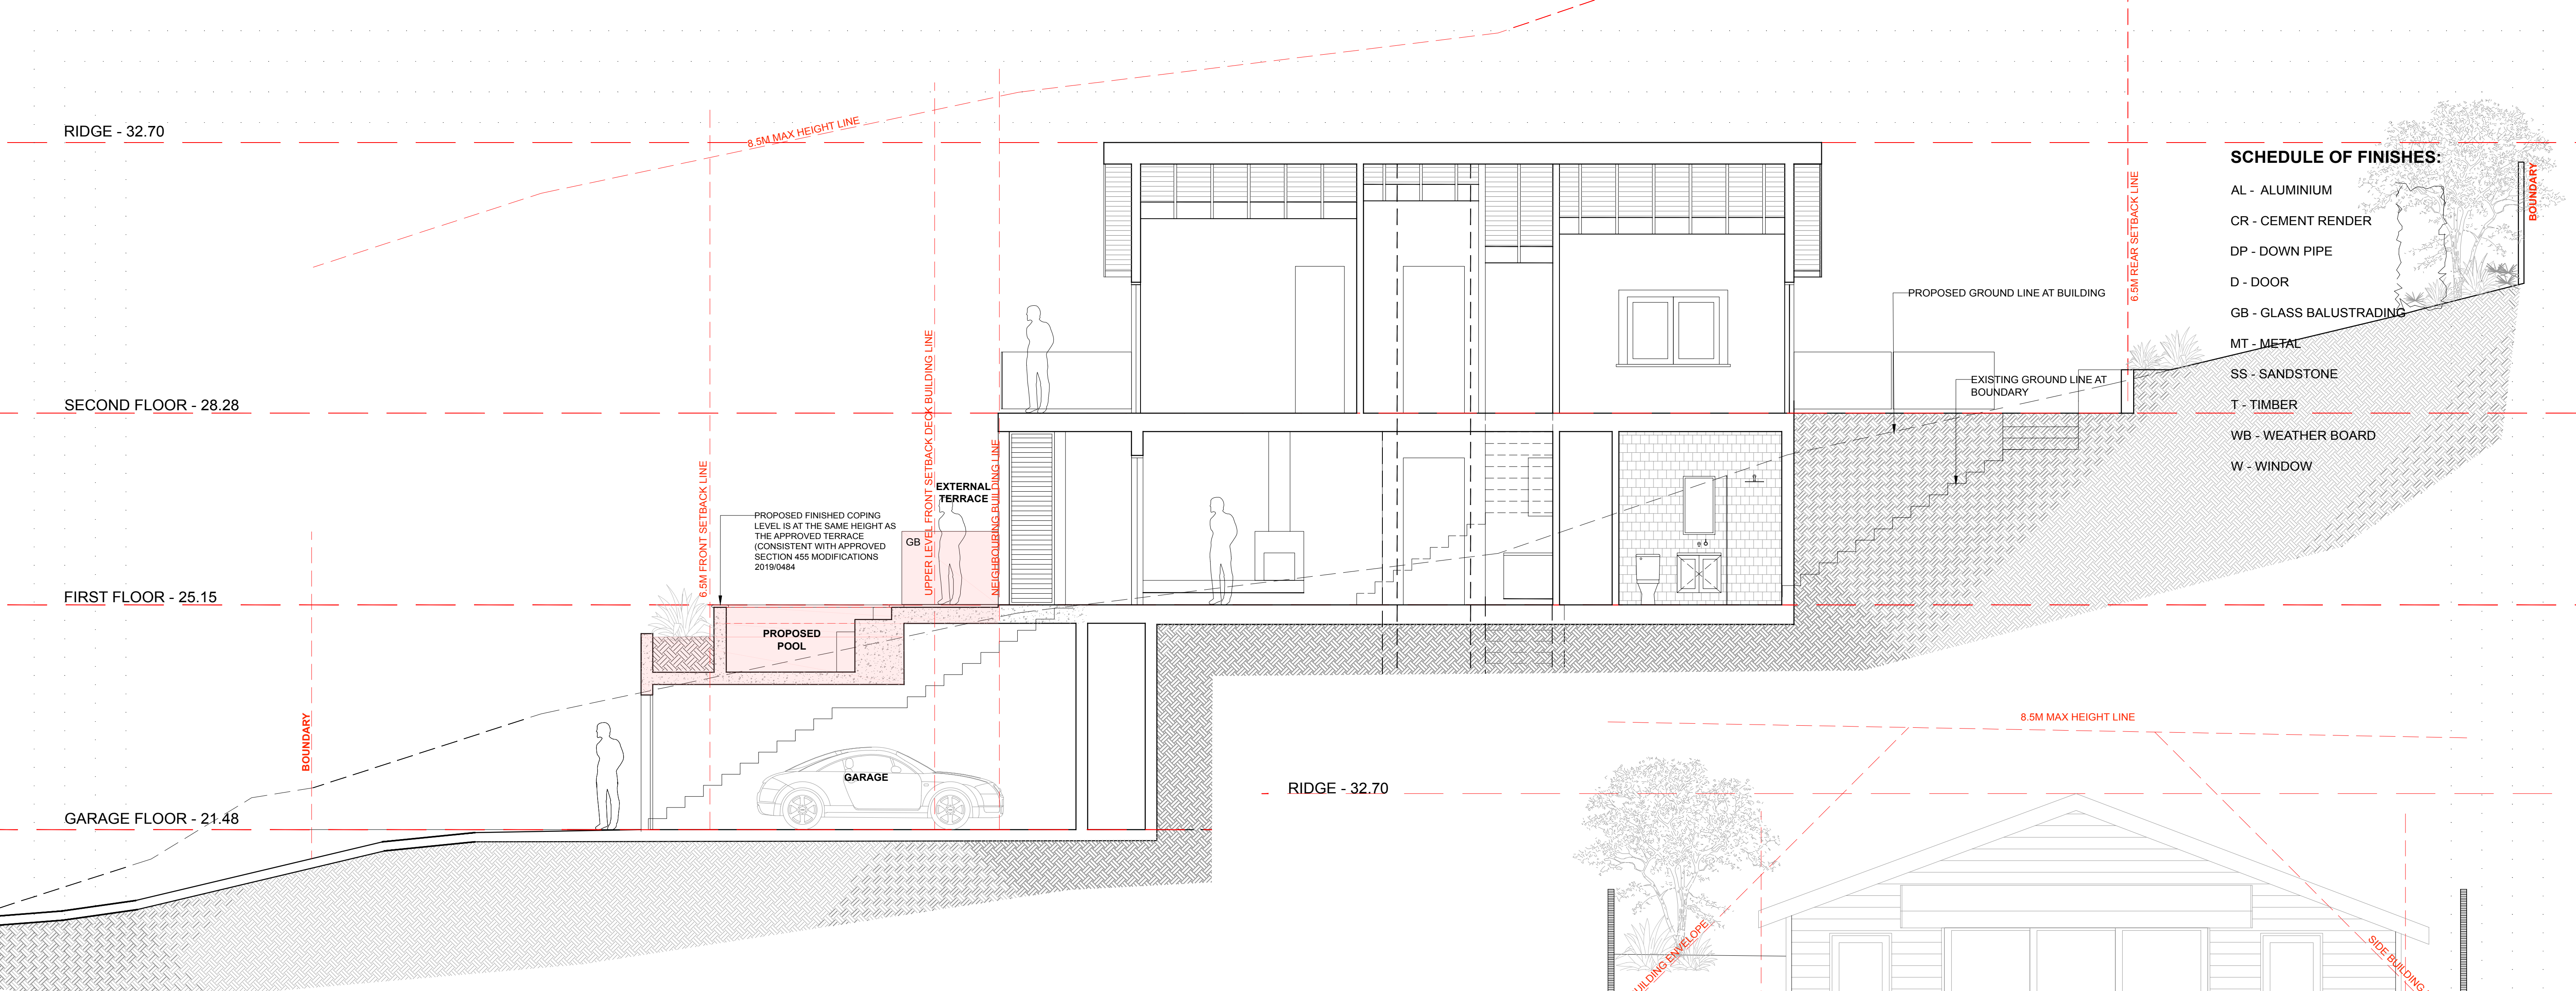 RIDGE - 32.70
8.5M MAX HEIGHT LINE
SECOND FLOOR - 28.28
FIRST FLOOR - 25.15
GARAGE FLOOR - 21.48
BOUNDARY
6.5M FRONT SETBACK LINE
PROPOSED FINISHED COPING
LEVEL IS AT THE SAME HEIGHT AS
THE APPROVED TERRACE
(CONSISTENT WITH APPROVED
SECTION 455 MODIFICATIONS
2019/0484
GB
UPPER LEVEL FRONT SETBACK DECK BUILDING LINE
EXTERNAL
TERRACE
NEIGHBOURING BUILDING LINE
PROPOSED
POOL
GARAGE
PROPOSED GROUND LINE AT BUILDING
EXISTING GROUND LINE AT
BOUNDARY
6.5M REAR SETBACK LINE
SCHEDULE OF FINISHES:
AL - ALUMINIUM
CR - CEMENT RENDER
DP - DOWN PIPE
D - DOOR
GB - GLASS BALUSTRADING
MT - METAL
SS - SANDSTONE
T - TIMBER
WB - WEATHER BOARD
W - WINDOW
BOUNDARY
8.5M MAX HEIGHT LINE
RIDGE - 32.70
ENVELOPE
SIDE BUILDING